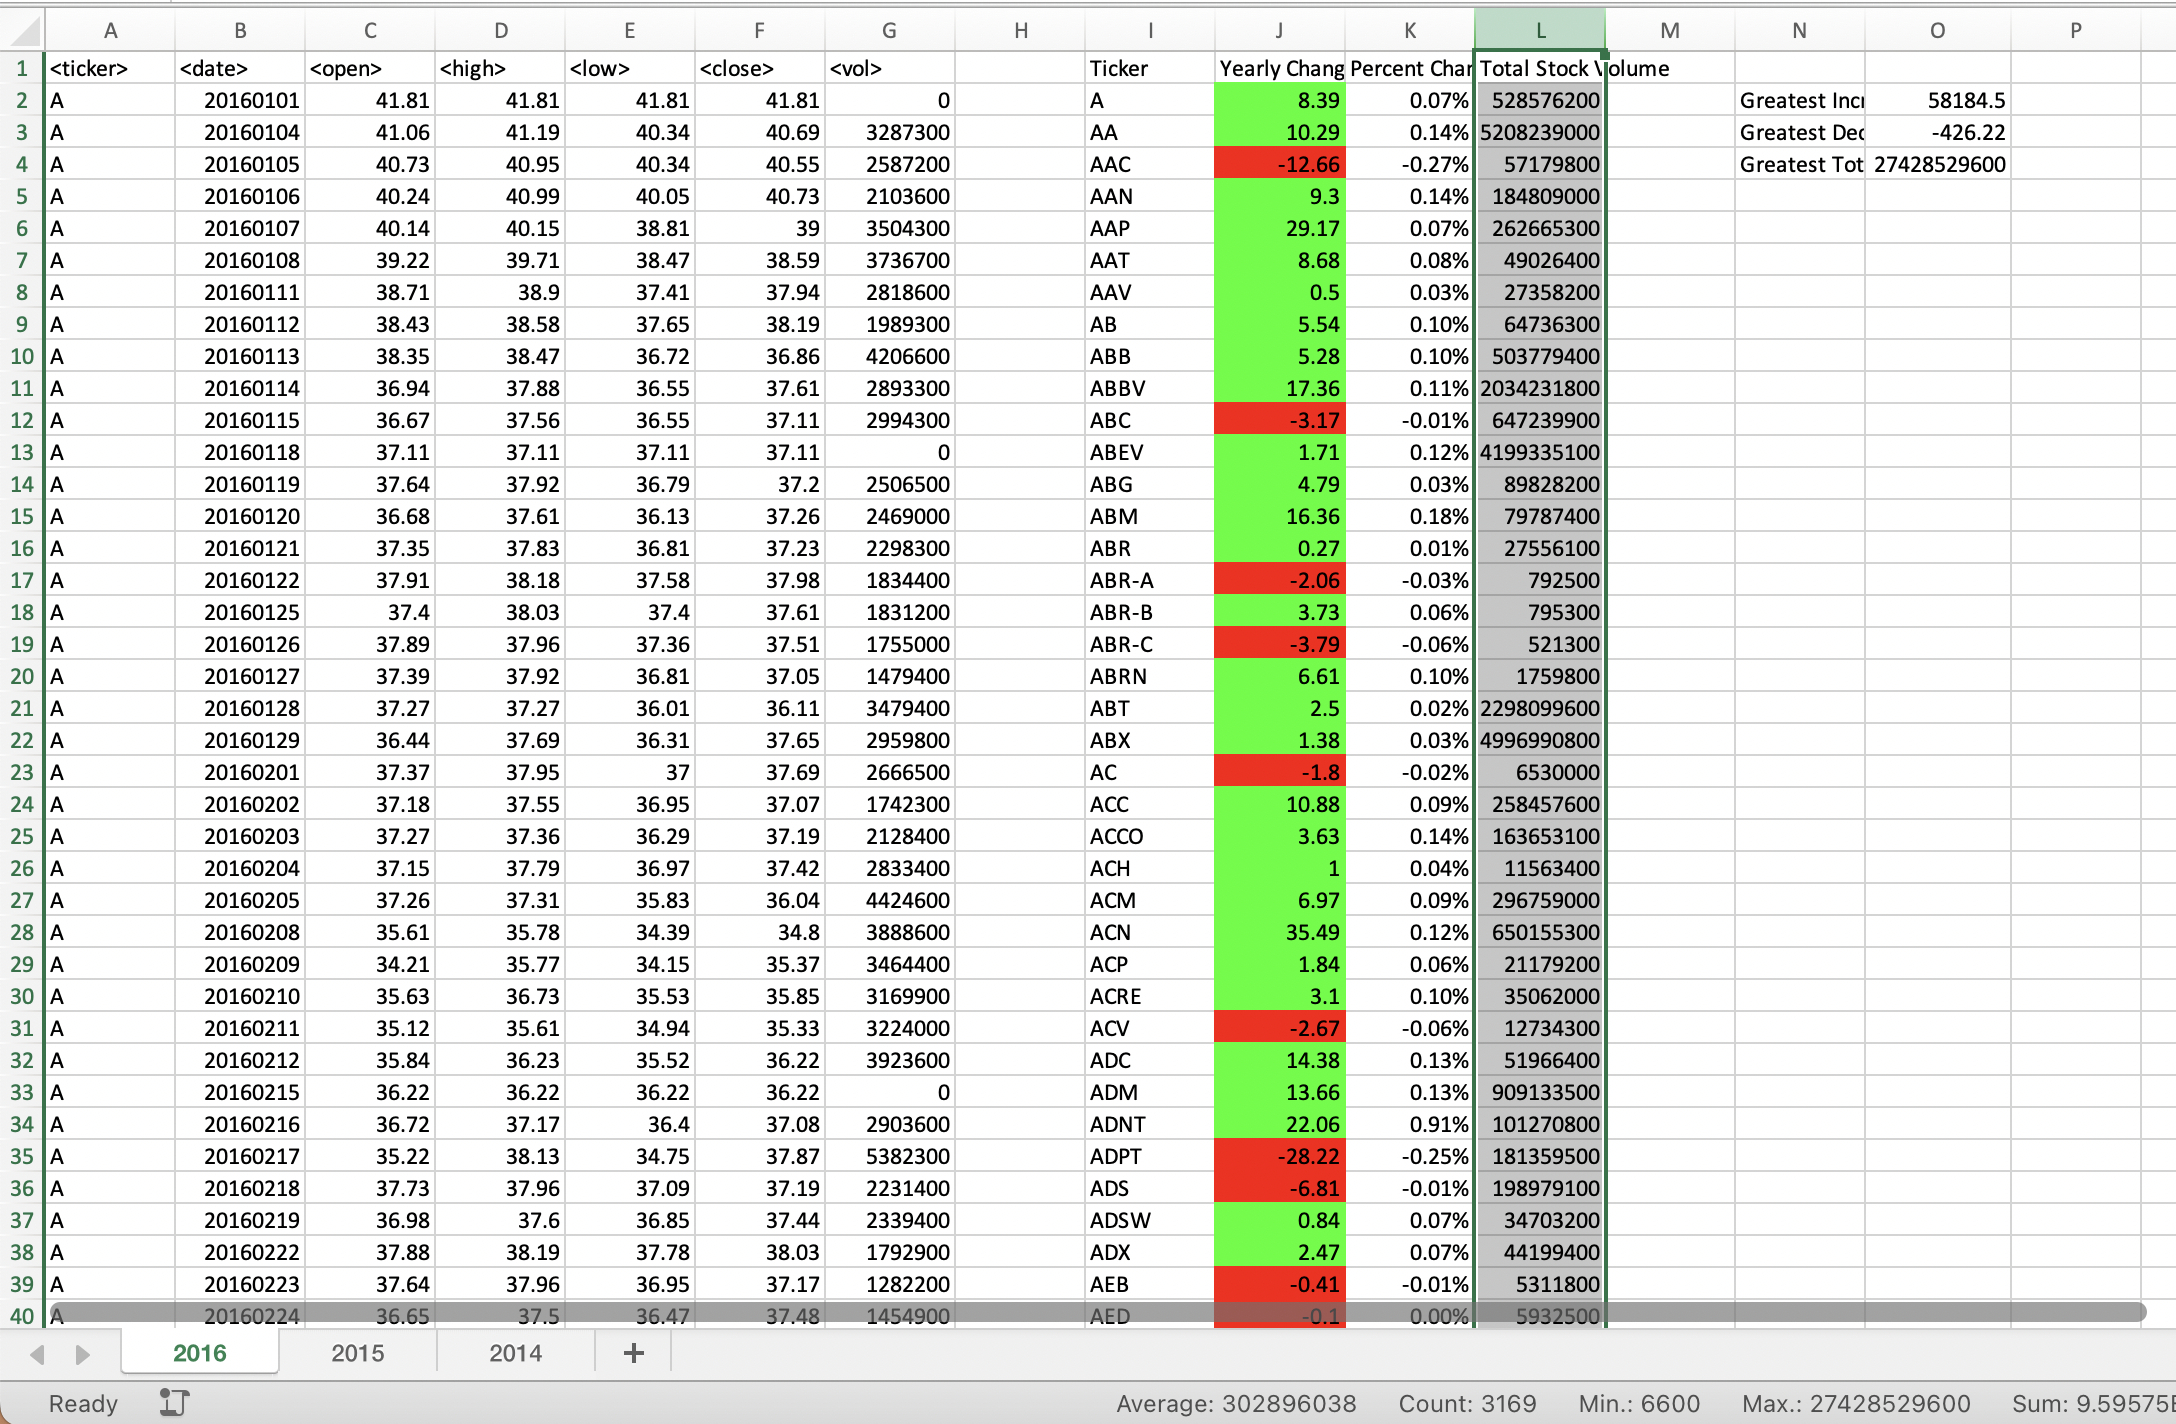 A B C D E F G H I J K L M N O P
1 <ticker> <date> <open> <high> <low> <close> <vol> Ticker Yearly Chang Percent Char Total Stock Volume
2 A 20160101 41.81 41.81 41.81 41.81 0 A 8.39 0.07% 528576200 Greatest Incr 58184.5
3 A 20160104 41.06 41.19 40.34 40.69 3287300 AA 10.29 0.14% 5208239000 Greatest Dec -426.22
4 A 20160105 40.73 40.95 40.34 40.55 2587200 AAC -12.66 -0.27% 57179800 Greatest Tot 27428529600
5 A 20160106 40.24 40.99 40.05 40.73 2103600 AAN 9.3 0.14% 184809000
6 A 20160107 40.14 40.15 38.81 39 3504300 AAP 29.17 0.07% 262665300
7 A 20160108 39.22 39.71 38.47 38.59 3736700 AAT 8.68 0.08% 49026400
8 A 20160111 38.71 38.9 37.41 37.94 2818600 AAV 0.5 0.03% 27358200
9 A 20160112 38.43 38.58 37.65 38.19 1989300 AB 5.54 0.10% 64736300
10 A 20160113 38.35 38.47 36.72 36.86 4206600 ABB 5.28 0.10% 503779400
11 A 20160114 36.94 37.88 36.55 37.61 2893300 ABBV 17.36 0.11% 2034231800
12 A 20160115 36.67 37.56 36.55 37.11 2994300 ABC -3.17 -0.01% 647239900
13 A 20160118 37.11 37.11 37.11 37.11 0 ABEV 1.71 0.12% 4199335100
14 A 20160119 37.64 37.92 36.79 37.2 2506500 ABG 4.79 0.03% 89828200
15 A 20160120 36.68 37.61 36.13 37.26 2469000 ABM 16.36 0.18% 79787400
16 A 20160121 37.35 37.83 36.81 37.23 2298300 ABR 0.27 0.01% 27556100
17 A 20160122 37.91 38.18 37.58 37.98 1834400 ABR-A -2.06 -0.03% 792500
18 A 20160125 37.4 38.03 37.4 37.61 1831200 ABR-B 3.73 0.06% 795300
19 A 20160126 37.89 37.96 37.36 37.51 1755000 ABR-C -3.79 -0.06% 521300
20 A 20160127 37.39 37.92 36.81 37.05 1479400 ABRN 6.61 0.10% 1759800
21 A 20160128 37.27 37.27 36.01 36.11 3479400 ABT 2.5 0.02% 2298099600
22 A 20160129 36.44 37.69 36.31 37.65 2959800 ABX 1.38 0.03% 4996990800
23 A 20160201 37.37 37.95 37 37.69 2666500 AC -1.8 -0.02% 6530000
24 A 20160202 37.18 37.55 36.95 37.07 1742300 ACC 10.88 0.09% 258457600
25 A 20160203 37.27 37.36 36.29 37.19 2128400 ACCO 3.63 0.14% 163653100
26 A 20160204 37.15 37.79 36.97 37.42 2833400 ACH 1 0.04% 11563400
27 A 20160205 37.26 37.31 35.83 36.04 4424600 ACM 6.97 0.09% 296759000
28 A 20160208 35.61 35.78 34.39 34.8 3888600 ACN 35.49 0.12% 650155300
29 A 20160209 34.21 35.77 34.15 35.37 3464400 ACP 1.84 0.06% 21179200
30 A 20160210 35.63 36.73 35.53 35.85 3169900 ACRE 3.1 0.10% 35062000
31 A 20160211 35.12 35.61 34.94 35.33 3224000 ACV -2.67 -0.06% 12734300
32 A 20160212 35.84 36.23 35.52 36.22 3923600 ADC 14.38 0.13% 51966400
33 A 20160215 36.22 36.22 36.22 36.22 0 ADM 13.66 0.13% 909133500
34 A 20160216 36.72 37.17 36.4 37.08 2903600 ADNT 22.06 0.91% 101270800
35 A 20160217 35.22 38.13 34.75 37.87 5382300 ADPT -28.22 -0.25% 181359500
36 A 20160218 37.73 37.96 37.09 37.19 2231400 ADS -6.81 -0.01% 198979100
37 A 20160219 36.98 37.6 36.85 37.44 2339400 ADSW 0.84 0.07% 34703200
38 A 20160222 37.88 38.19 37.78 38.03 1792900 ADX 2.47 0.07% 44199400
39 A 20160223 37.64 37.96 36.95 37.17 1282200 AEB -0.41 -0.01% 5311800
40 A 20160224 36.65 37.5 36.47 37.48 1454900 AED -0.1 0.00% 5932500
2016 2015 2014 +
Ready Average: 302896038 Count: 3169 Min.: 6600 Max.: 27428529600 Sum: 9.59575E